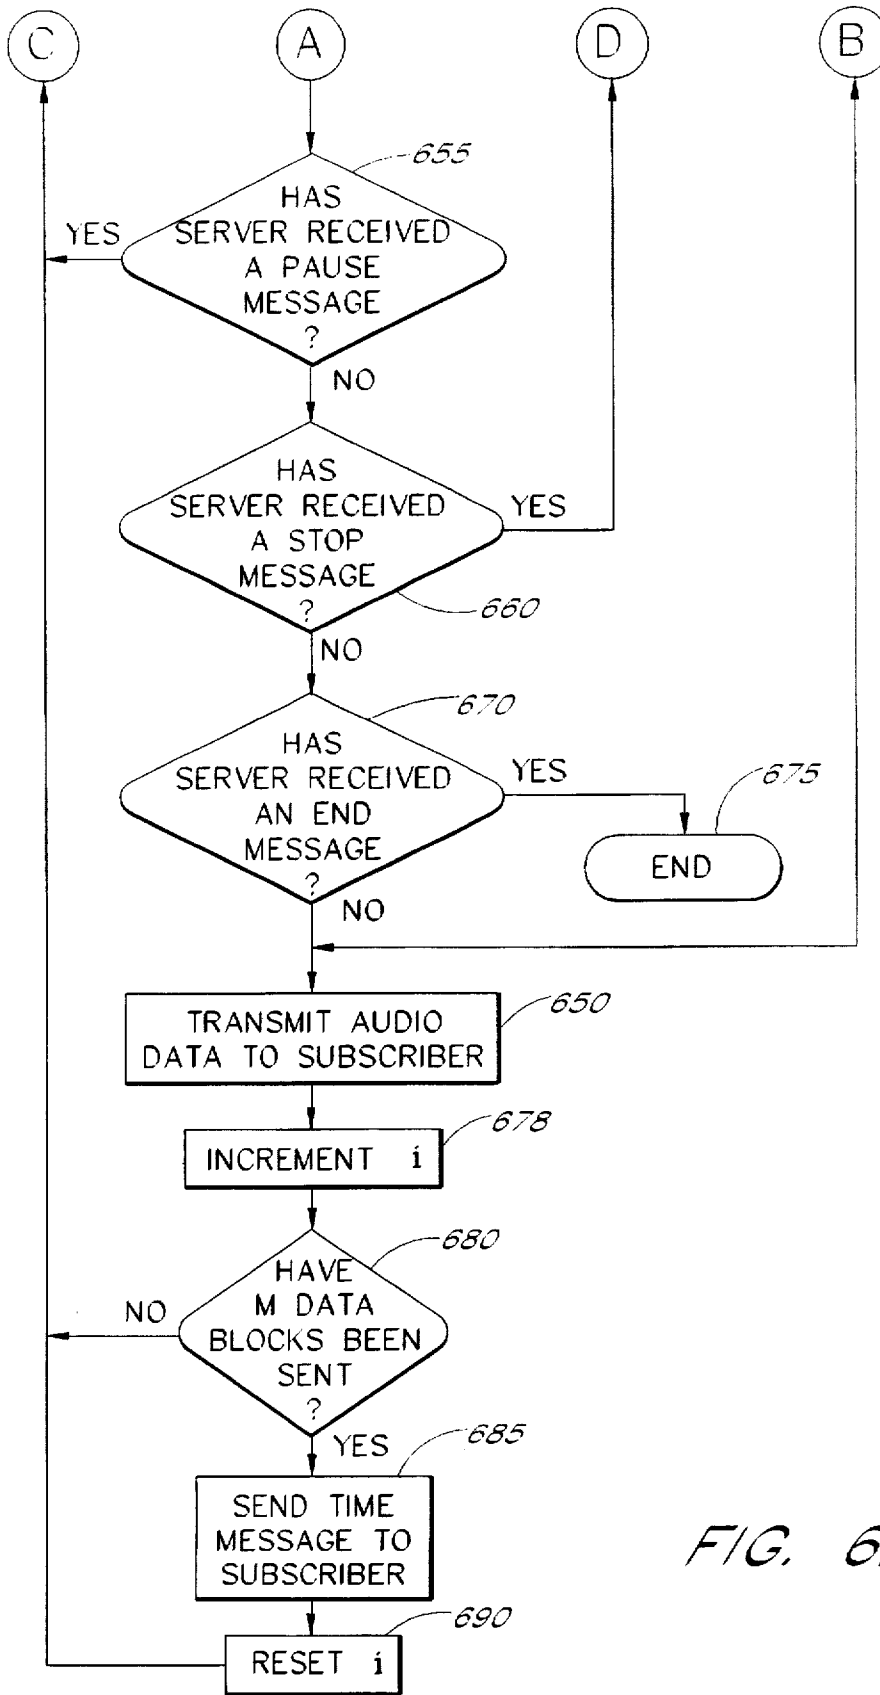 C
A
D
B
655
HAS
SERVER RECEIVED
A PAUSE
MESSAGE
?
YES
NO
HAS
SERVER RECEIVED
A STOP
MESSAGE
?
YES
660
NO
670
HAS
SERVER RECEIVED
AN END
MESSAGE
?
YES
675
END
NO
650
TRANSMIT AUDIO
DATA TO SUBSCRIBER
678
INCREMENT i
680
HAVE
M DATA
BLOCKS BEEN
SENT
?
NO
YES
685
SEND TIME
MESSAGE TO
SUBSCRIBER
690
RESET i
FIG. 6